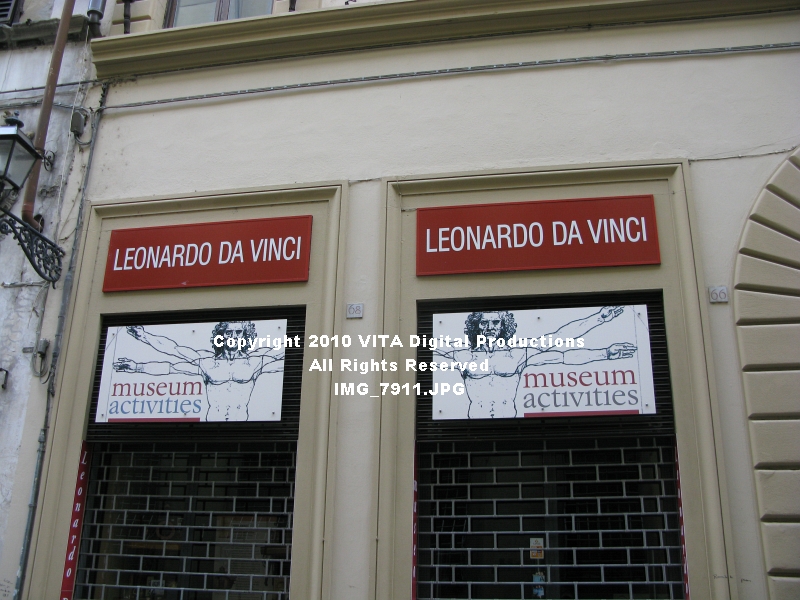 LEONARDO DA VINCI
LEONARDO DA VINCI
68
66
museum
activities
museum
activities
Copyright 2010 VITA Digital Productions
All Rights Reserved
IMG_7911.JPG
Leonardo